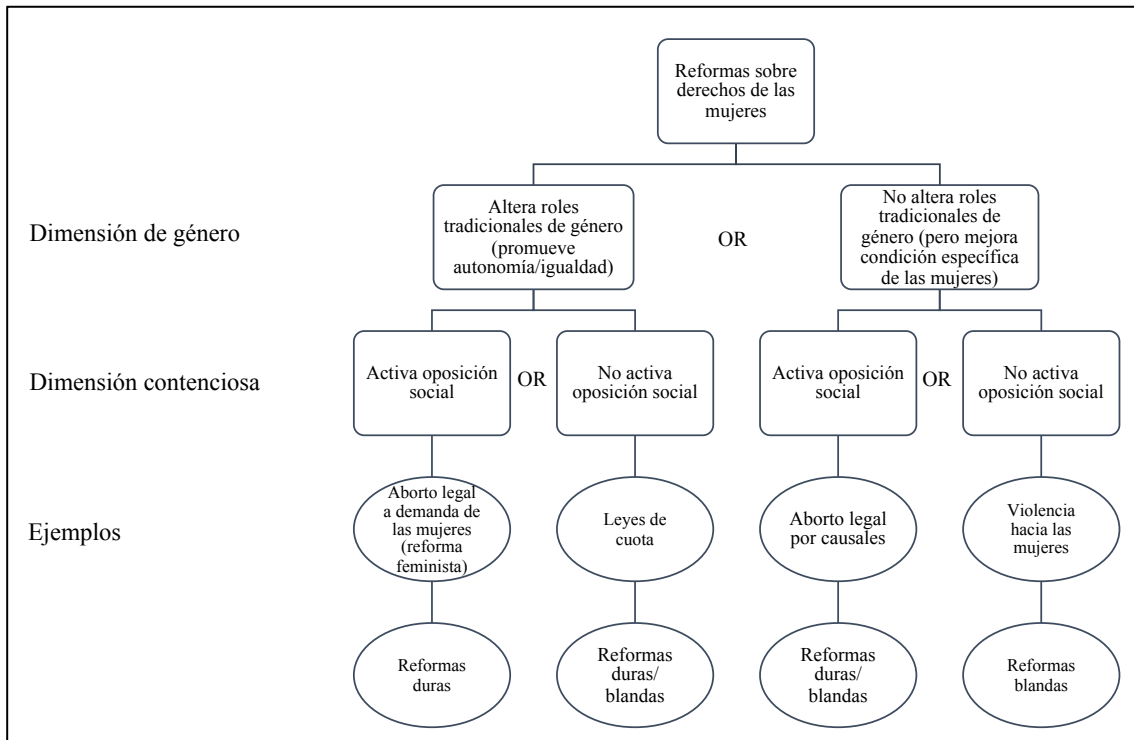 Reformas sobre
derechos de las
mujeres
Dimensión de género
Altera roles
tradicionales de género
(promueve
autonomía/igualdad)
OR
No altera roles
tradicionales de
género (pero mejora
condición específica
de las mujeres)
Dimensión contenciosa
Activa oposición
social
OR
No activa
oposición social
Activa oposición
social
OR
No activa
oposición social
Ejemplos
Aborto legal
a demanda de
las mujeres
(reforma
feminista)
Leyes de
cuota
Aborto legal
por causales
Violencia
hacia las
mujeres
Reformas
duras
Reformas
duras/
blandas
Reformas
duras/
blandas
Reformas
blandas